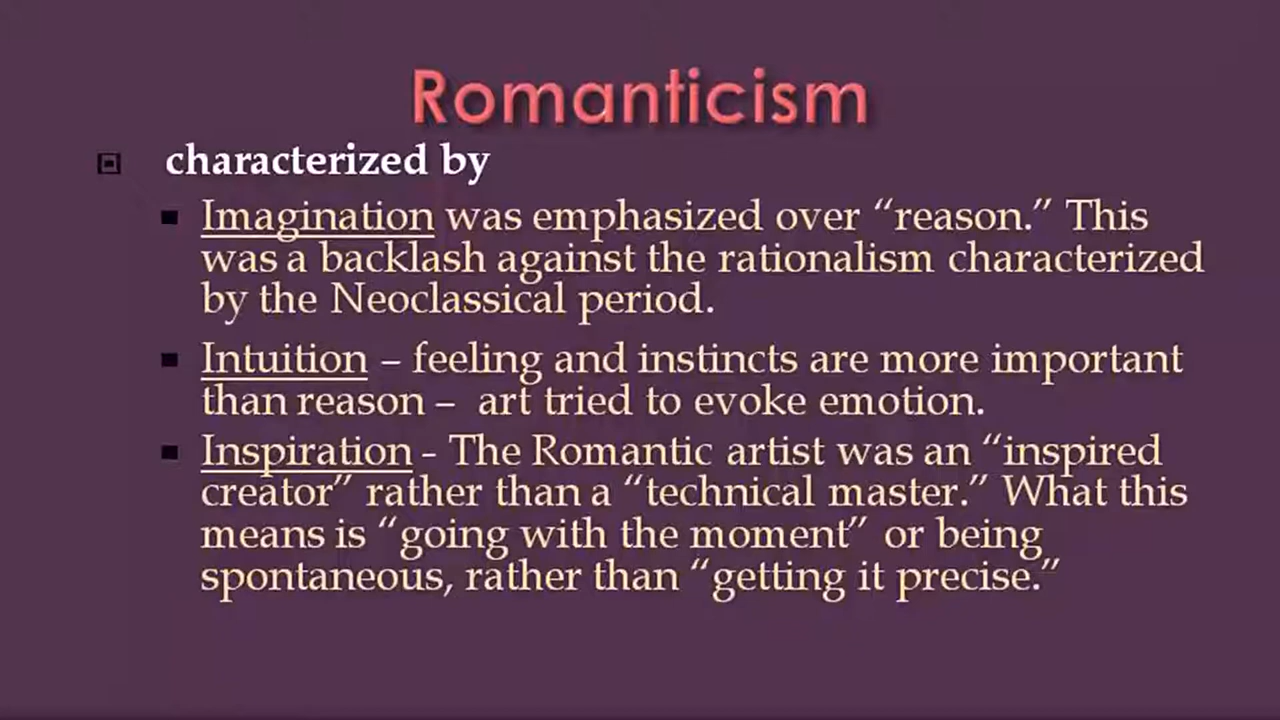 Romanticism
characterized by
Imagination was emphasized over “reason.” This
was a backlash against the rationalism characterized
by the Neoclassical period.
Intuition – feeling and instincts are more important
than reason – art tried to evoke emotion.
Inspiration - The Romantic artist was an “inspired
creator” rather than a “technical master.” What this
means is “going with the moment” or being
spontaneous, rather than “getting it precise.”